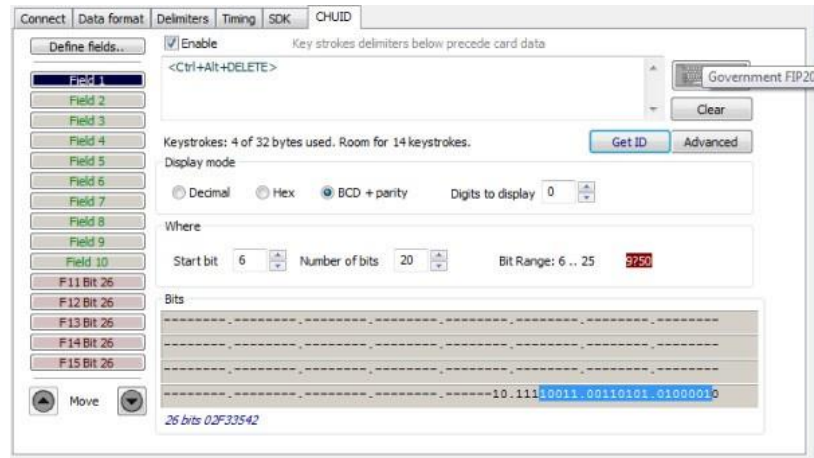 Connect Data format Delimiters Timing SDK CHUID
Define fields..
Enable Key strokes delimiters below precede card data
<Ctrl+Alt+DELETE>
Government FIP20
Clear
Field 1
Field 2
Field 3
Field 4
Field 5
Field 6
Field 7
Field 8
Field 9
Field 10
F11 Bit 26
F12 Bit 26
F13 Bit 26
F14 Bit 26
F15 Bit 26
Move
Keystrokes: 4 of 32 bytes used. Room for 14 keystrokes. Get ID Advanced
Display mode
Decimal Hex BCD + parity Digits to display 0
Where
Start bit 6 Number of bits 20 Bit Range: 6 .. 25 9?50
Bits
--------.--------.--------.--------.--------.--------.--------.--------
--------.--------.--------.--------.--------.--------.--------.--------
--------.--------.--------.--------.--------.--------.--------.--------
--------.--------.--------.--------.------10.11110011.00110101.01000010
26 bits 02F33542